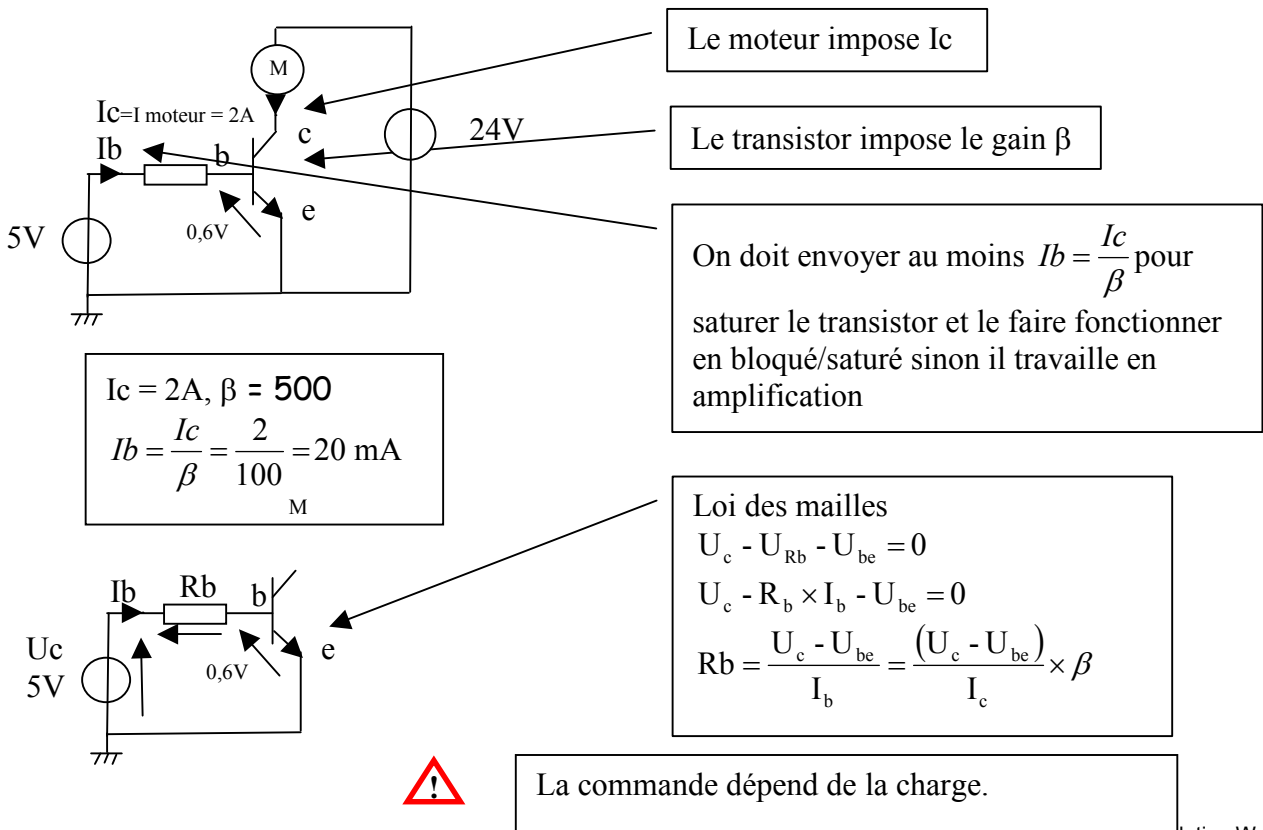 Le moteur impose Ic
M
Ic=I moteur = 2A
c
24V
Le transistor impose le gain β
Ib
b
e
5V
0,6V
On doit envoyer au moins Ib = Ic/β pour
saturer le transistor et le faire fonctionner
en bloqué/saturé sinon il travaille en
amplification
Ic = 2A, β = 500
Ib = Ic/β = 2/100 = 20 mA
M
Loi des mailles
U_c - U_Rb - U_be = 0
U_c - R_b × I_b - U_be = 0
Rb = (U_c - U_be)/I_b = (U_c - U_be)/I_c × β
Ib
Rb
b
e
Uc
5V
0,6V
!
La commande dépend de la charge.